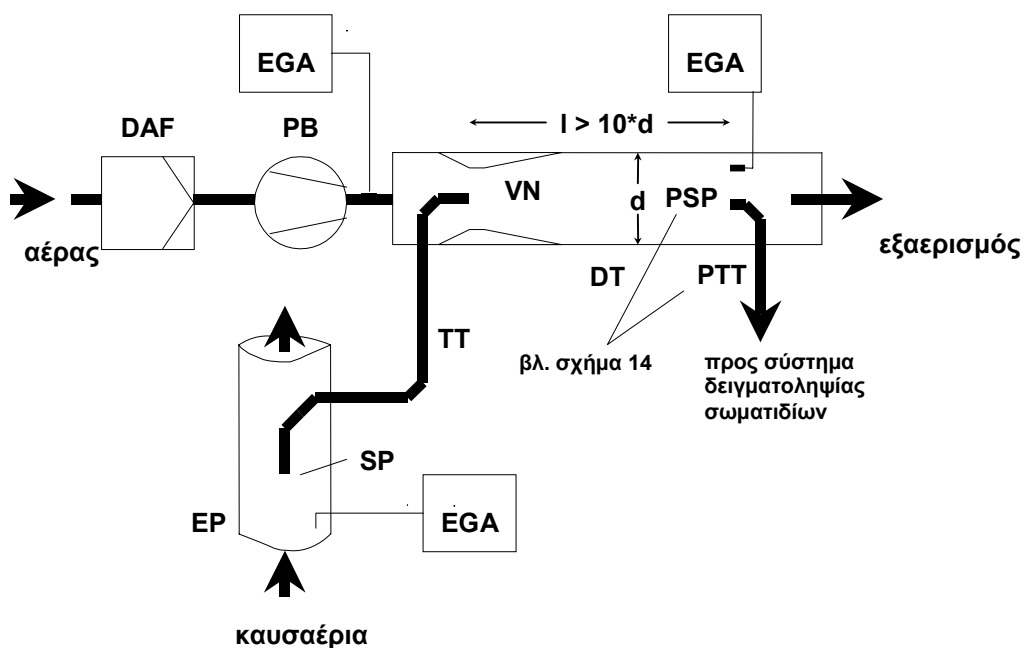 EGA
EGA
DAF
PB
l > 10*d
VN
d
PSP
αέρας
εξαερισμός
DT
PTT
TT
βλ. σχήμα 14
προς σύστημα
δειγματοληψίας
σωματιδίων
SP
EP
EGA
καυσαέρια